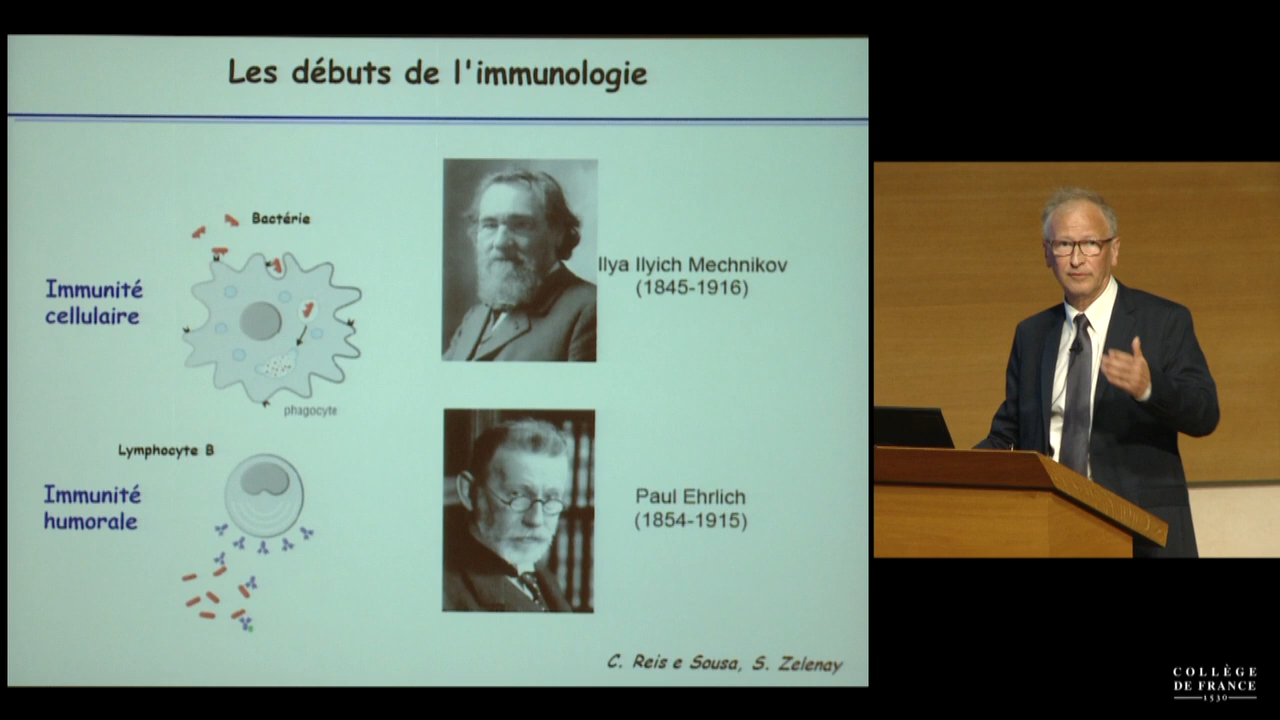 Les débuts de l'immunologie
Bactérie
Immunité
cellulaire
phagocyte
Ilya Ilyich Mechnikov
(1845-1916)
Lymphocyte B
Immunité
humorale
Paul Ehrlich
(1854-1915)
C. Reis e Sousa, S. Zelenay
COLLÈGE
DE FRANCE
1530